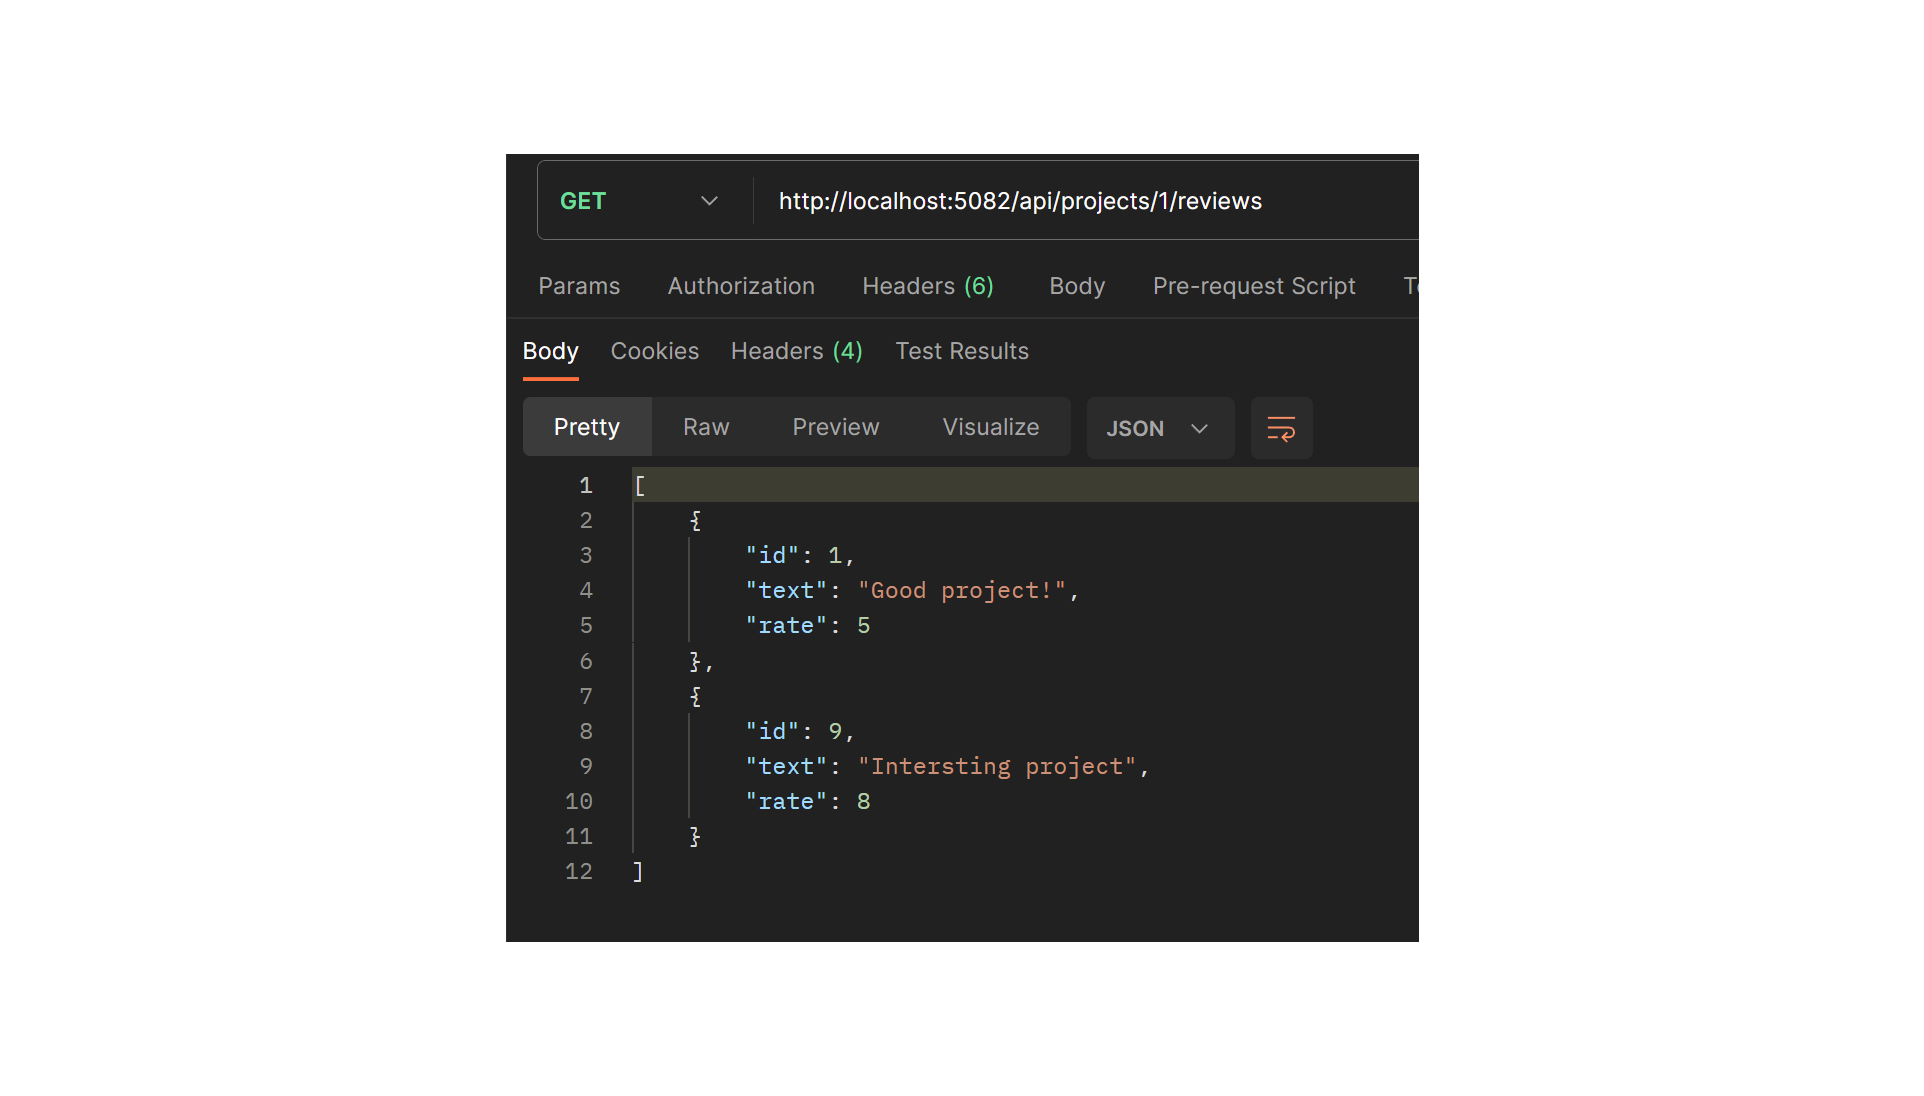 GET http://localhost:5082/api/projects/1/reviews
Params Authorization Headers (6) Body Pre-request Script
Body Cookies Headers (4) Test Results
Pretty Raw Preview Visualize JSON
1 [
2 {
3 "id": 1,
4 "text": "Good project!",
5 "rate": 5
6 },
7 {
8 "id": 9,
9 "text": "Intersting project",
10 "rate": 8
11 }
12 ]